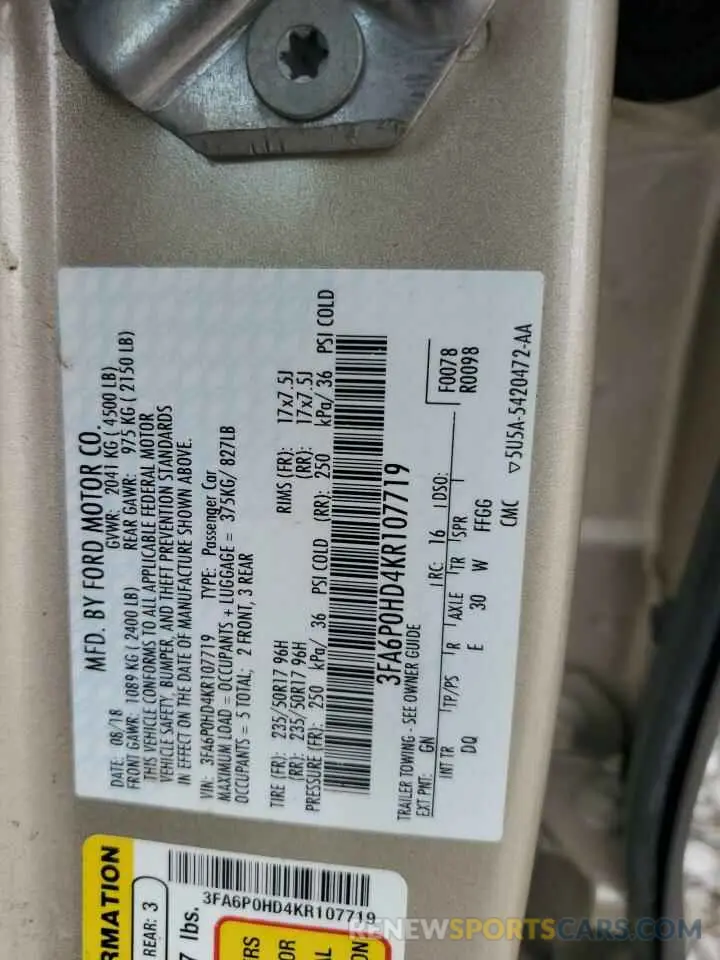 MFD. BY FORD MOTOR CO.
DATE: 08/18 GVWR: 2041 KG ( 4500 LB)
FRONT GAWR: 1089 KG ( 2400 LB) REAR GAWR: 975 KG ( 2150 LB)
THIS VEHICLE CONFORMS TO ALL APPLICABLE FEDERAL MOTOR
VEHICLE SAFETY, BUMPER, AND THEFT PREVENTION STANDARDS
IN EFFECT ON THE DATE OF MANUFACTURE SHOWN ABOVE.
VIN: 3FA6P0HD4KR107719 TYPE: Passenger Car
MAXIMUM LOAD = OCCUPANTS + LUGGAGE = 375KG/ 827LB
OCCUPANTS = 5 TOTAL; 2 FRONT, 3 REAR
TIRE (FR): 235/50R17 96H RIMS (FR): 17x7.5J
(RR): 235/50R17 96H (RR): 17x7.5J
PRESSURE (FR): 250 kPa/ 36 PSI COLD (RR): 250 kPa/ 36 PSI COLD
3FA6P0HD4KR107719
TRAILER TOWING - SEE OWNER GUIDE
F0078
R0098
EXT PNT: GN RC: 16 DSO:
INT TR TP/PS R AXLE TR SPR
DQ E 30 W FFGG
CMC ▽5U5A-5420472-AA
RMATION
REAR: 3
7 lbs.
3FA6P0HD4KR107719
RENEWSPORTSCARS.COM